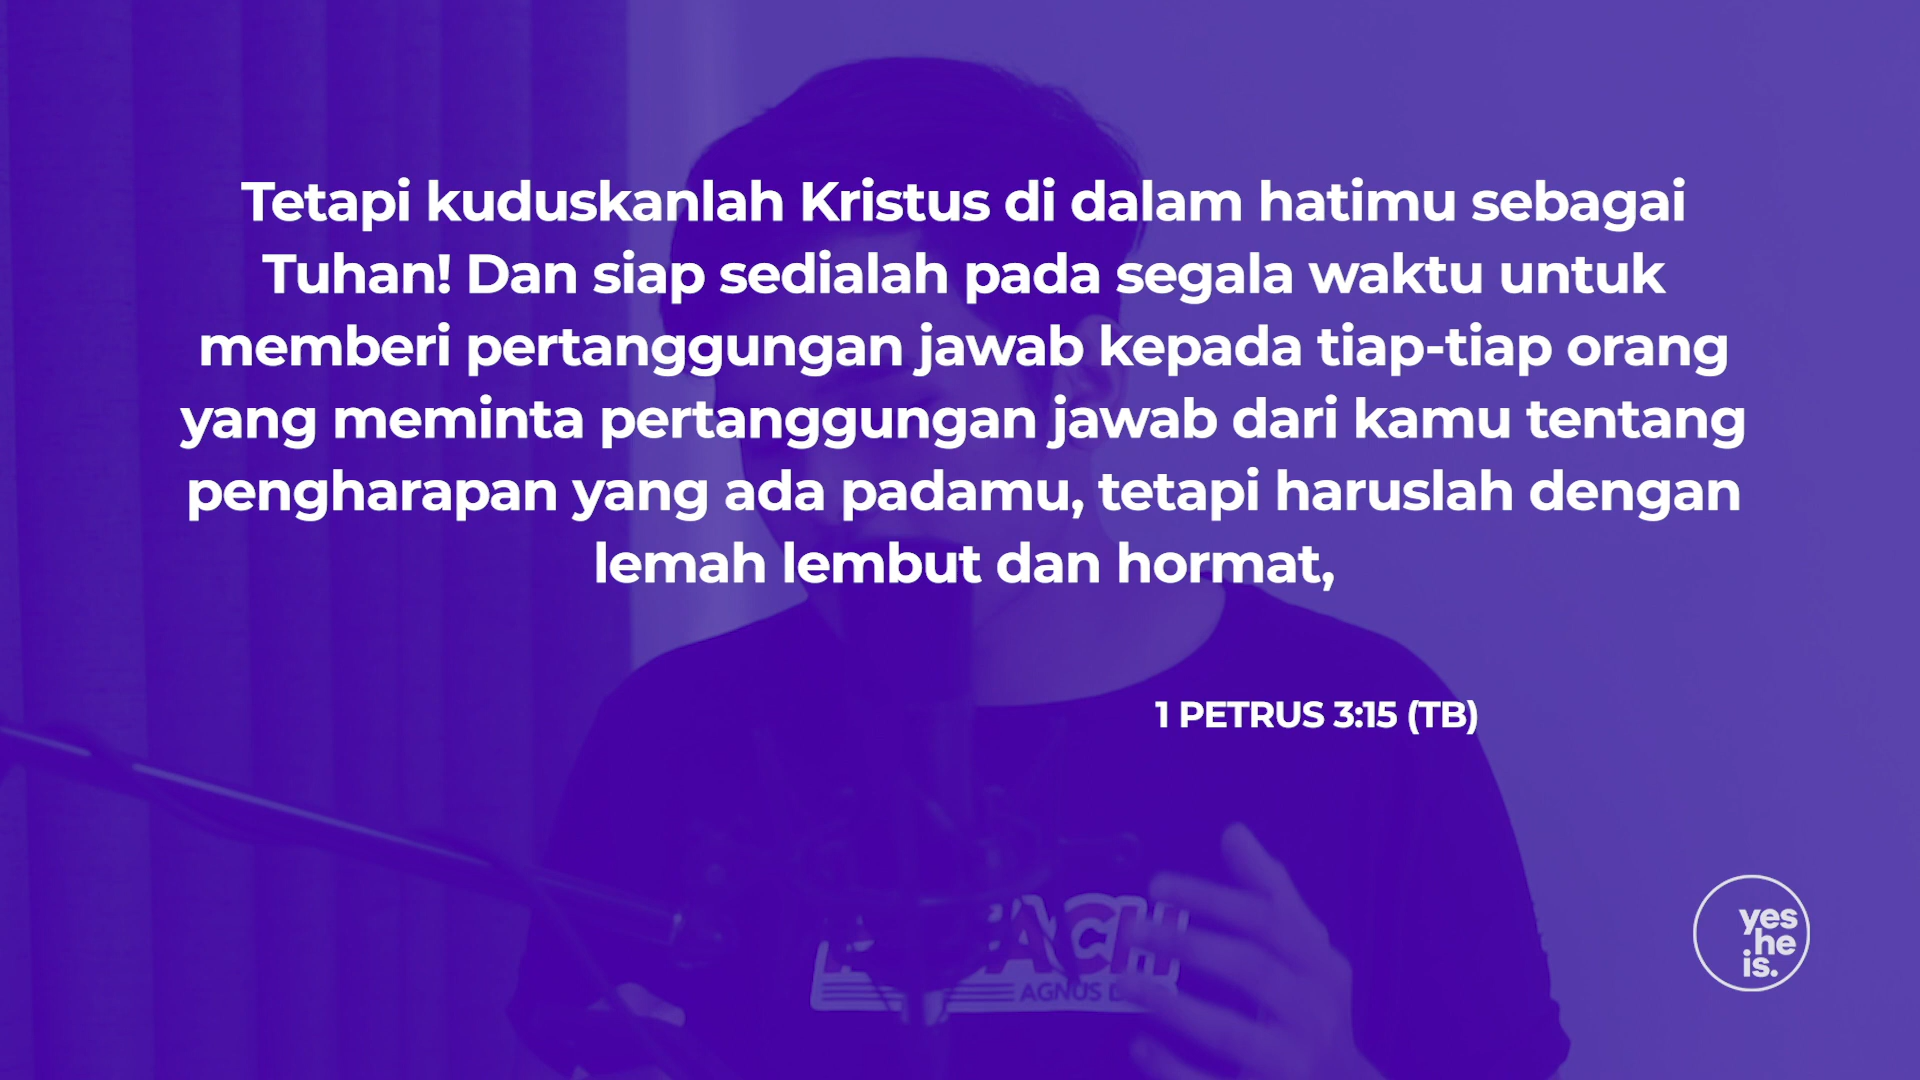 Tetapi kuduskanlah Kristus di dalam hatimu sebagai
Tuhan! Dan siap sedialah pada segala waktu untuk
memberi pertanggungan jawab kepada tiap-tiap orang
yang meminta pertanggungan jawab dari kamu tentang
pengharapan yang ada padamu, tetapi haruslah dengan
lemah lembut dan hormat,
1 PETRUS 3:15 (TB)
AGNUS
yes
he
is.